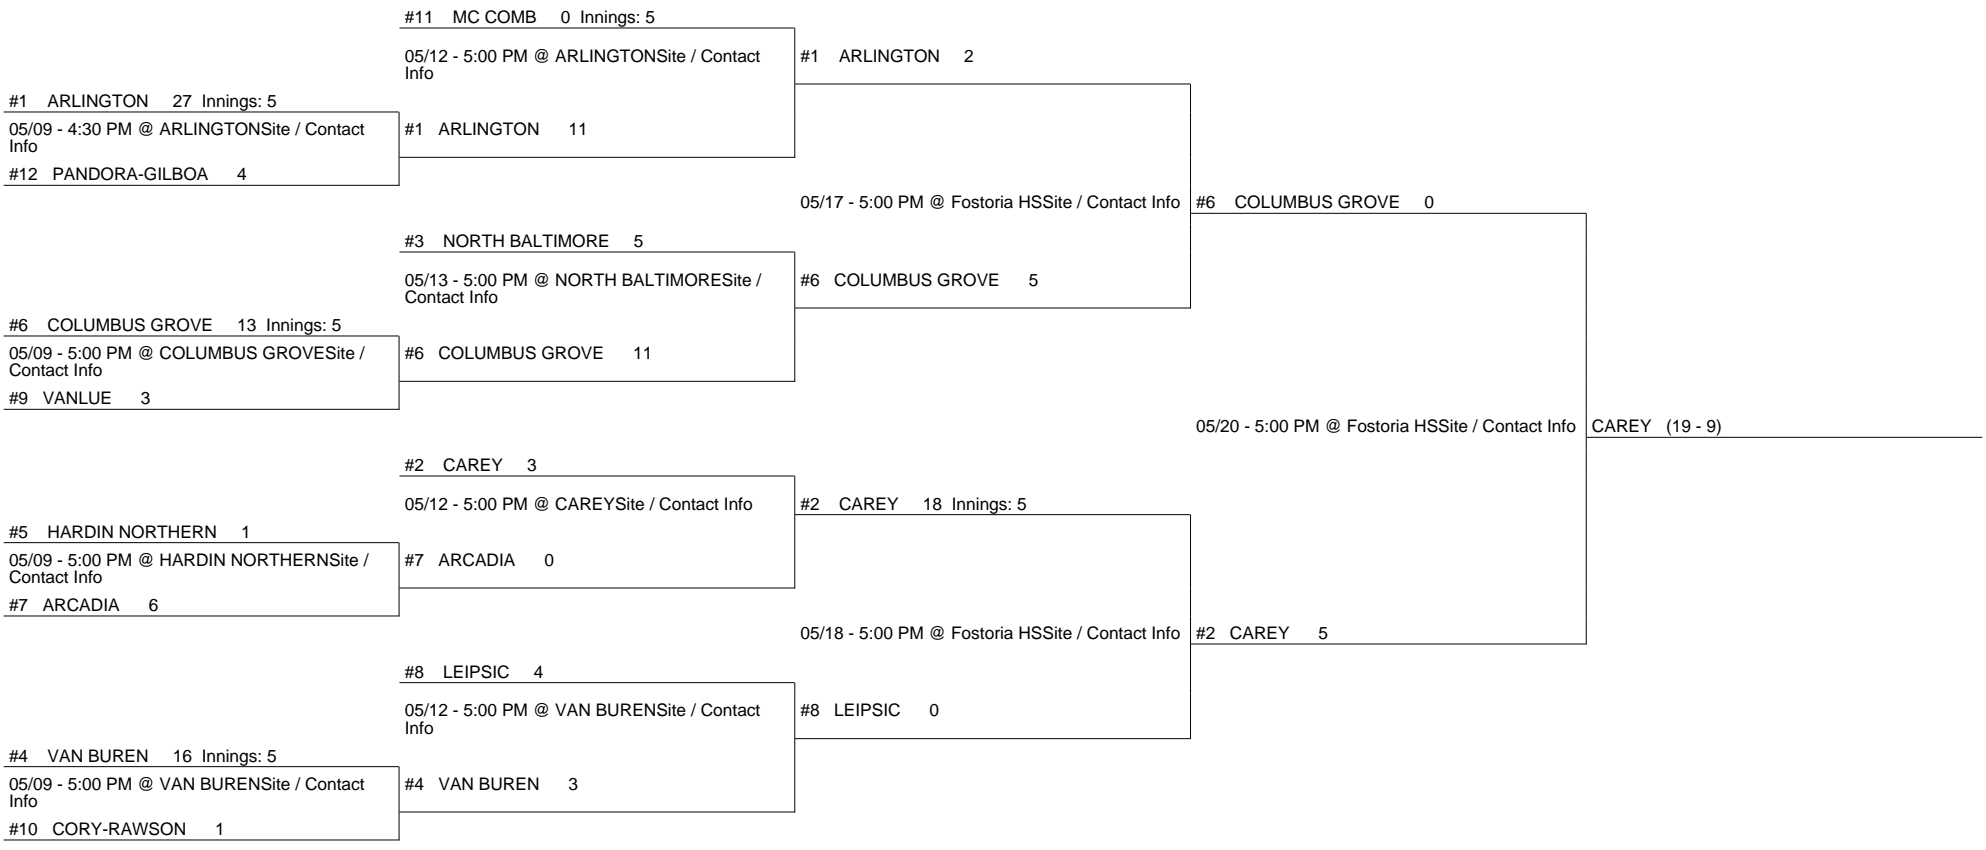 #11 MC COMB 0 Innings: 5
05/12 - 5:00 PM @ ARLINGTONSite / Contact
Info
#1 ARLINGTON 2
#1 ARLINGTON 27 Innings: 5
05/09 - 4:30 PM @ ARLINGTONSite / Contact
Info
#1 ARLINGTON 11
#12 PANDORA-GILBOA 4
05/17 - 5:00 PM @ Fostoria HSSite / Contact Info
#6 COLUMBUS GROVE 0
#3 NORTH BALTIMORE 5
05/13 - 5:00 PM @ NORTH BALTIMORESite /
Contact Info
#6 COLUMBUS GROVE 5
#6 COLUMBUS GROVE 13 Innings: 5
05/09 - 5:00 PM @ COLUMBUS GROVESite /
Contact Info
#6 COLUMBUS GROVE 11
#9 VANLUE 3
05/20 - 5:00 PM @ Fostoria HSSite / Contact Info
CAREY (19 - 9)
#2 CAREY 3
05/12 - 5:00 PM @ CAREYSite / Contact Info
#2 CAREY 18 Innings: 5
#5 HARDIN NORTHERN 1
05/09 - 5:00 PM @ HARDIN NORTHERNSite /
Contact Info
#7 ARCADIA 0
#7 ARCADIA 6
05/18 - 5:00 PM @ Fostoria HSSite / Contact Info
#2 CAREY 5
#8 LEIPSIC 4
05/12 - 5:00 PM @ VAN BURENSite / Contact
Info
#8 LEIPSIC 0
#4 VAN BUREN 16 Innings: 5
05/09 - 5:00 PM @ VAN BURENSite / Contact
Info
#4 VAN BUREN 3
#10 CORY-RAWSON 1